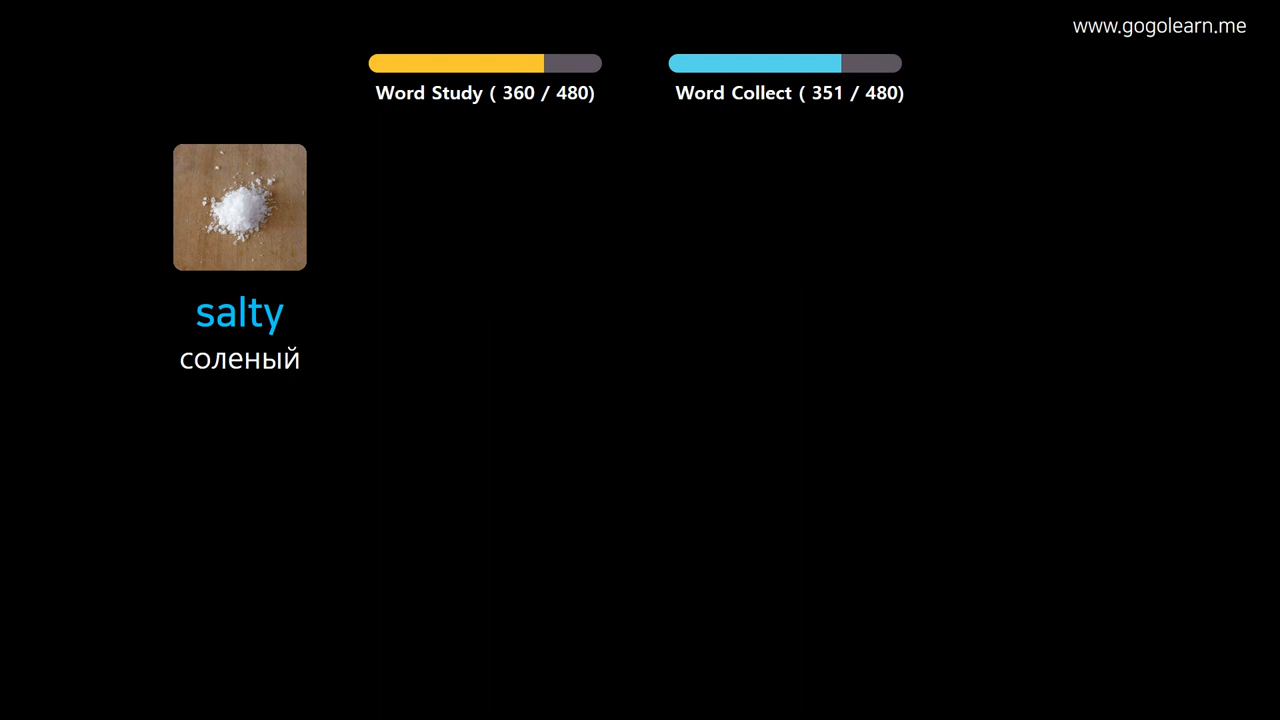 www.gogolearn.me
Word Study ( 360 / 480)
Word Collect ( 351 / 480)
salty
соленый